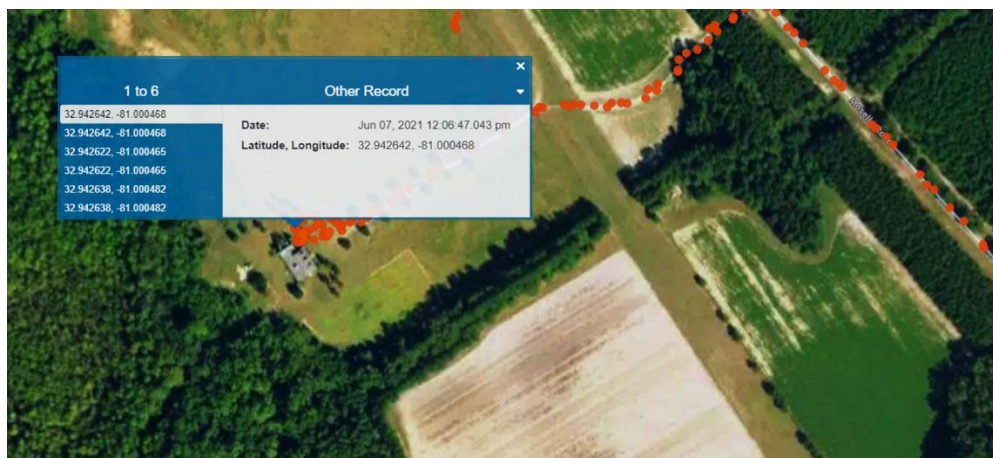 1 to 6
Other Record
32.942642, -81.000468
32.942642, -81.000468
32.942622, -81.000465
32.942622, -81.000465
32.942638, -81.000482
32.942638, -81.000482
Date: Jun 07, 2021 12:06:47.043 pm
Latitude, Longitude: 32.942642, -81.000468